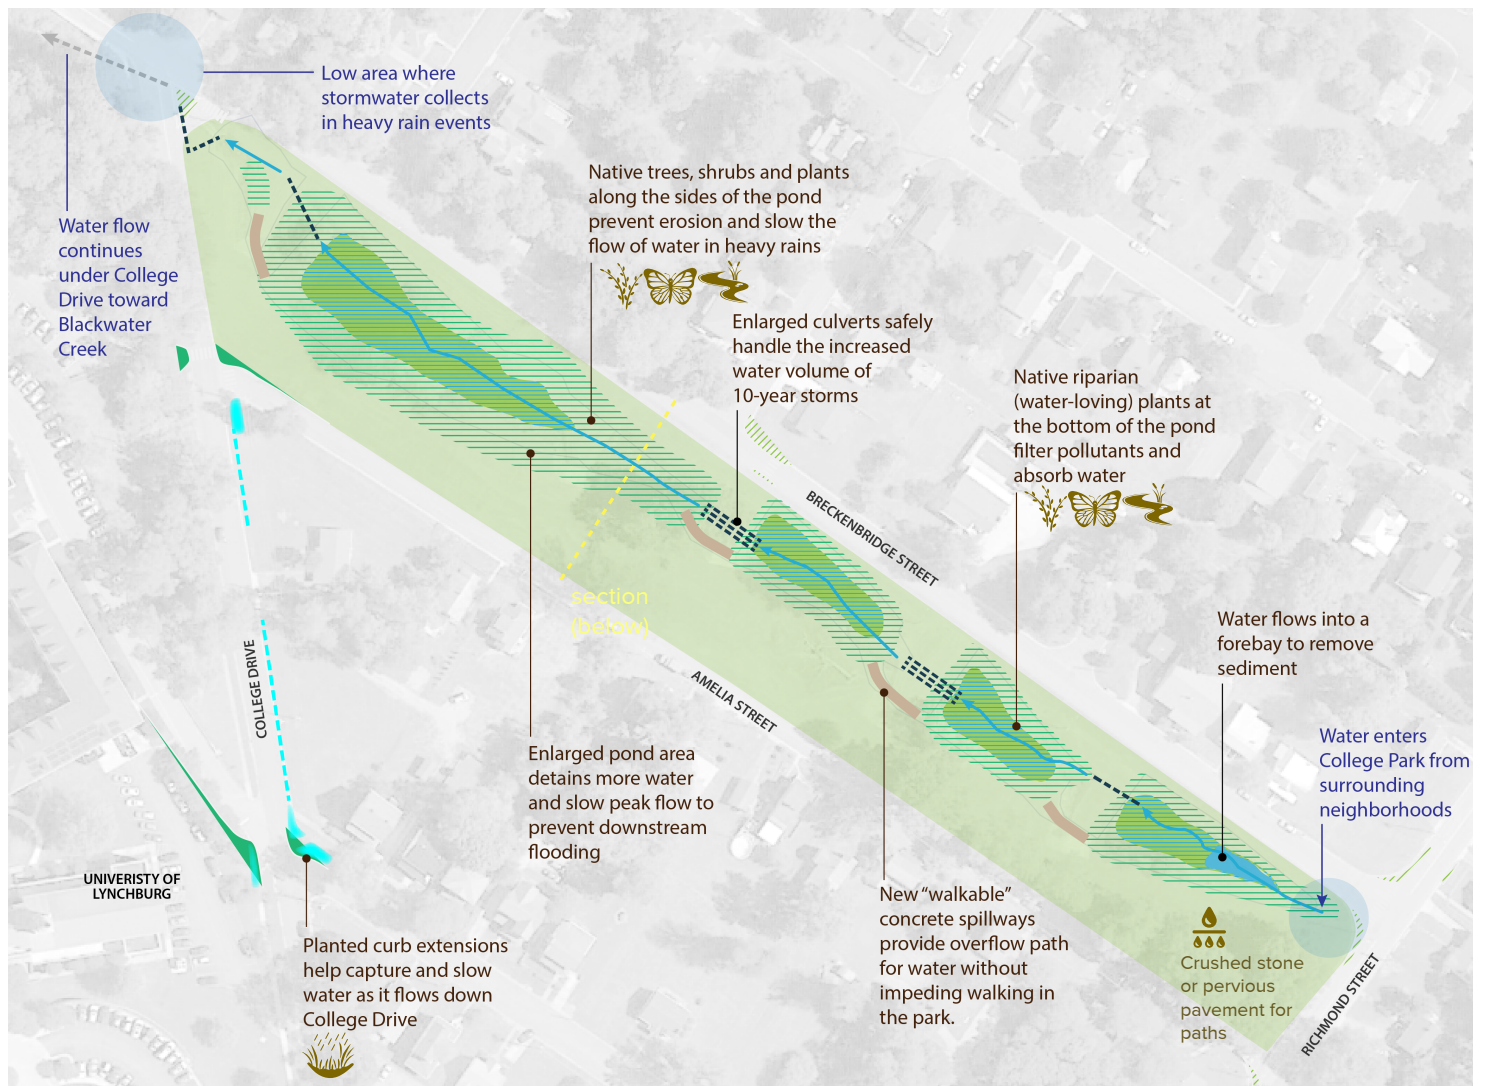 Low area where
stormwater collects
in heavy rain events
Native trees, shrubs and plants
along the sides of the pond
prevent erosion and slow the
flow of water in heavy rains
Water flow
continues
under College
Drive toward
Blackwater
Creek
Enlarged culverts safely
handle the increased
water volume of
10-year storms
Native riparian
(water-loving) plants at
the bottom of the pond
filter pollutants and
absorb water
BRECKENBRIDGE STREET
section
(below)
Water flows into a
forebay to remove
sediment
COLLEGE DRIVE
AMELIA STREET
Water enters
College Park from
surrounding
neighborhoods
Enlarged pond area
detains more water
and slow peak flow to
prevent downstream
flooding
UNIVERISTY OF
LYNCHBURG
New “walkable”
concrete spillways
provide overflow path
for water without
impeding walking in
the park.
Planted curb extensions
help capture and slow
water as it flows down
College Drive
Crushed stone
or pervious
pavement for
paths
RICHMOND STREET